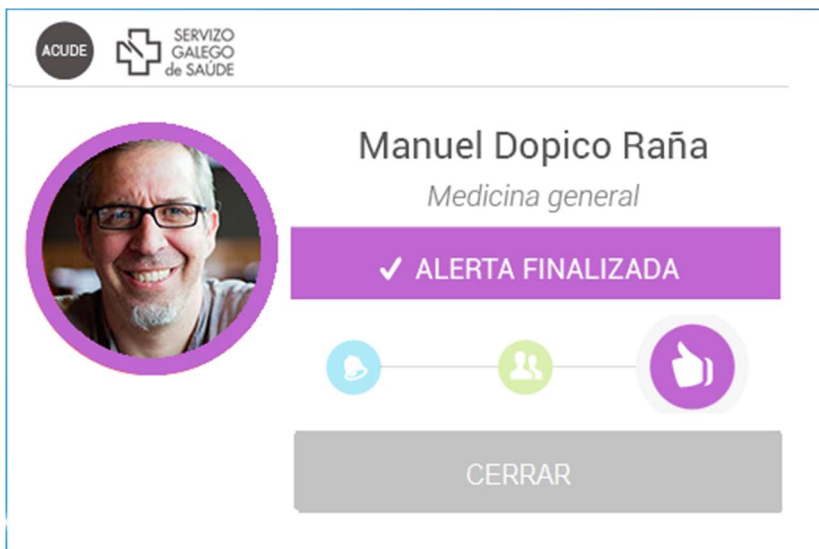 ACUDE
SERVIZO
GALEGO
de SAÚDE
Manuel Dopico Raña
Medicina general
ALERTA FINALIZADA
CERRAR